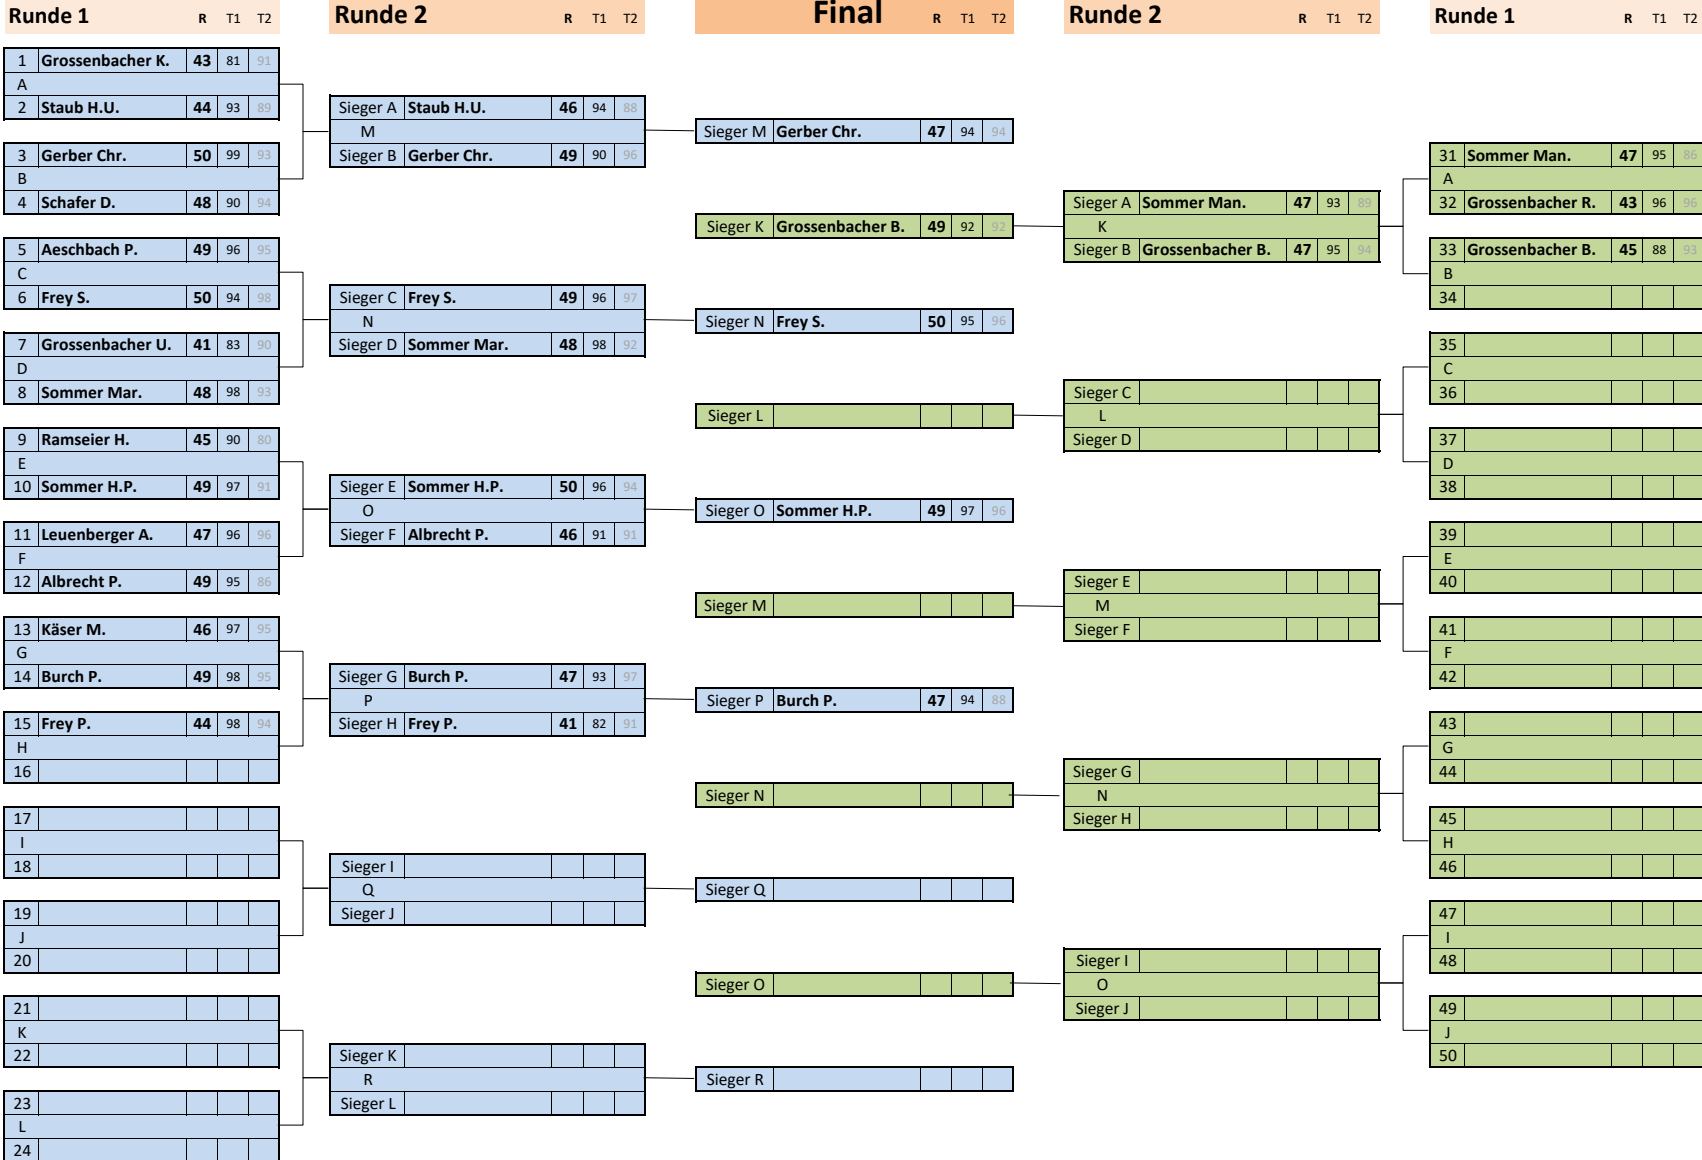 Runde 1 R T1 T2
1 Grossenbacher K. 43 81 91
A
2 Staub H.U. 44 93 89
3 Gerber Chr. 50 99 93
B
4 Schafer D. 48 90 94
5 Aeschbach P. 49 96 95
C
6 Frey S. 50 94 98
7 Grossenbacher U. 41 83 90
D
8 Sommer Mar. 48 98 93
9 Ramseier H. 45 90 80
E
10 Sommer H.P. 49 97 91
11 Leuenberger A. 47 96 96
F
12 Albrecht P. 49 95 86
13 Käser M. 46 97 95
G
14 Burch P. 49 98 95
15 Frey P. 44 98 94
H
16
17
I
18
19
J
20
21
K
22
23
L
24
Runde 2 R T1 T2
Sieger A Staub H.U. 46 94 88
M
Sieger B Gerber Chr. 49 90 96
Sieger C Frey S. 49 96 97
N
Sieger D Sommer Mar. 48 98 92
Sieger E Sommer H.P. 50 96 94
O
Sieger F Albrecht P. 46 91 91
Sieger G Burch P. 47 93 97
P
Sieger H Frey P. 41 82 91
Sieger I
Q
Sieger J
Sieger K
R
Sieger L
Final R T1 T2
Sieger M Gerber Chr. 47 94 94
Sieger K Grossenbacher B. 49 92 92
Sieger N Frey S. 50 95 96
Sieger L
Sieger O Sommer H.P. 49 97 96
Sieger M
Sieger P Burch P. 47 94 88
Sieger N
Sieger Q
Sieger O
Sieger R
Runde 2 R T1 T2
Sieger A Sommer Man. 47 93 89
K
Sieger B Grossenbacher B. 47 95 94
Sieger C
L
Sieger D
Sieger E
M
Sieger F
Sieger G
N
Sieger H
Sieger I
O
Sieger J
Runde 1 R T1 T2
31 Sommer Man. 47 95 86
A
32 Grossenbacher R. 43 96 96
33 Grossenbacher B. 45 88 93
B
34
35
C
36
37
D
38
39
E
40
41
F
42
43
G
44
45
H
46
47
I
48
49
J
50